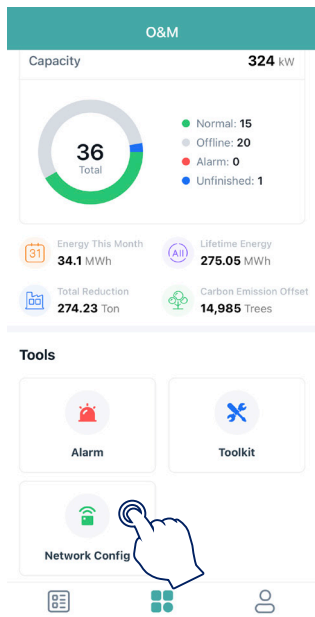 O&M
Capacity 324 kW
36
Total
Normal: 15
Offline: 20
Alarm: 0
Unfinished: 1
31
Energy This Month
34.1 MWh
All
Lifetime Energy
275.05 MWh
Total Reduction
274.23 Ton
Carbon Emission Offset
14,985 Trees
Tools
Alarm
Toolkit
Network Config